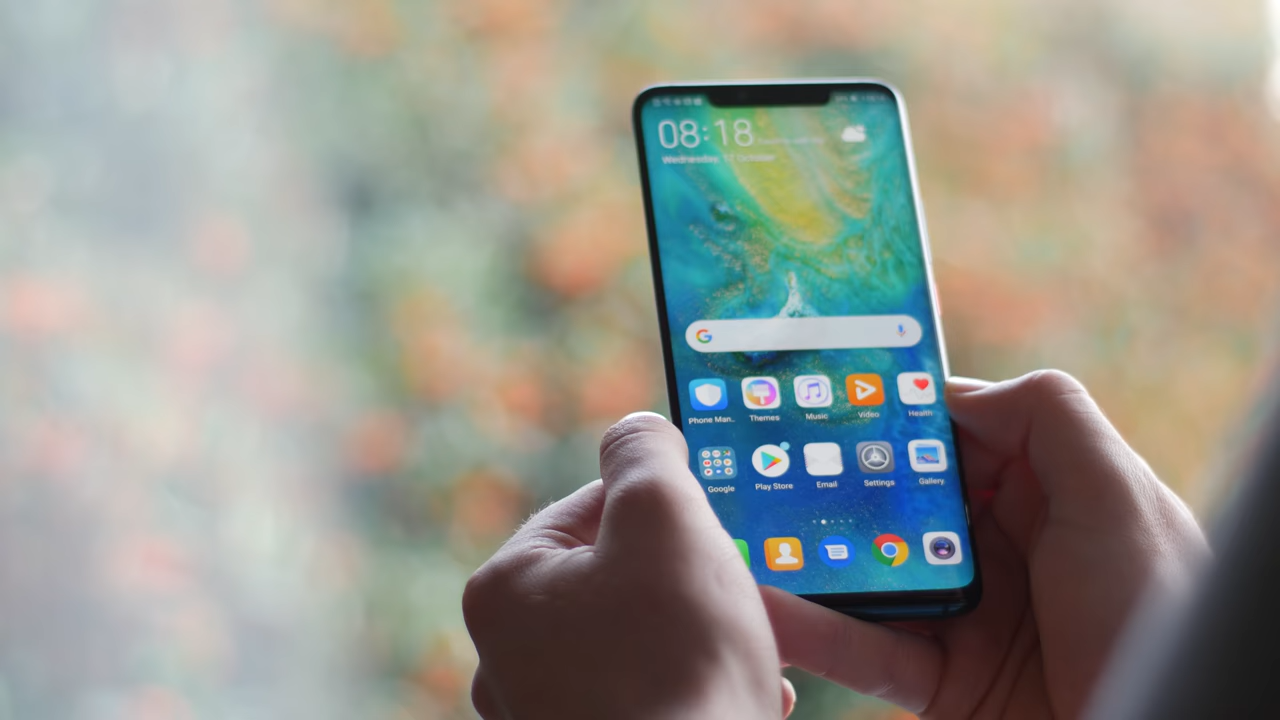 08:18
Wednesday, 17 October
Phone Man..
Themes
Music
Video
Health
Google
Play Store
Email
Settings
Gallery